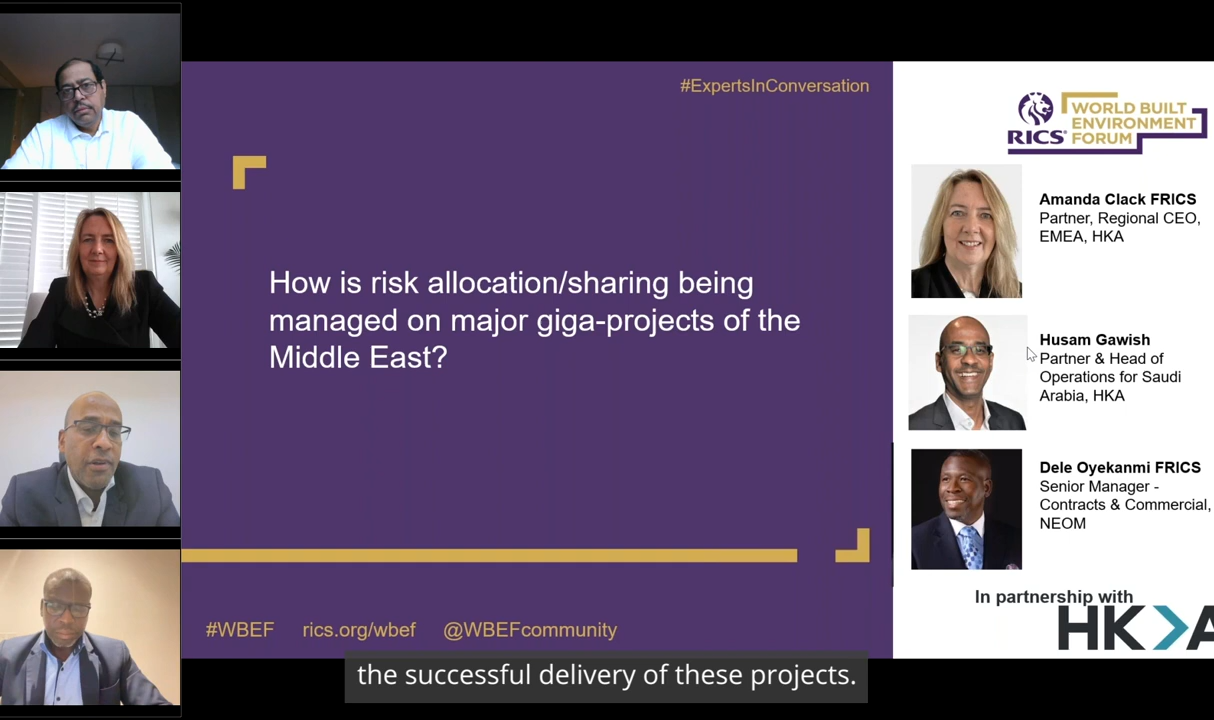 #ExpertsInConversation
How is risk allocation/sharing being
managed on major giga-projects of the
Middle East?
#WBEF rics.org/wbef @WBEFcommunity
RICS
WORLD BUILT
ENVIRONMENT
FORUM
Amanda Clack FRICS
Partner, Regional CEO,
EMEA, HKA
Husam Gawish
Partner & Head of
Operations for Saudi
Arabia, HKA
Dele Oyekanmi FRICS
Senior Manager -
Contracts & Commercial,
NEOM
In partnership with
HKA
the successful delivery of these projects.